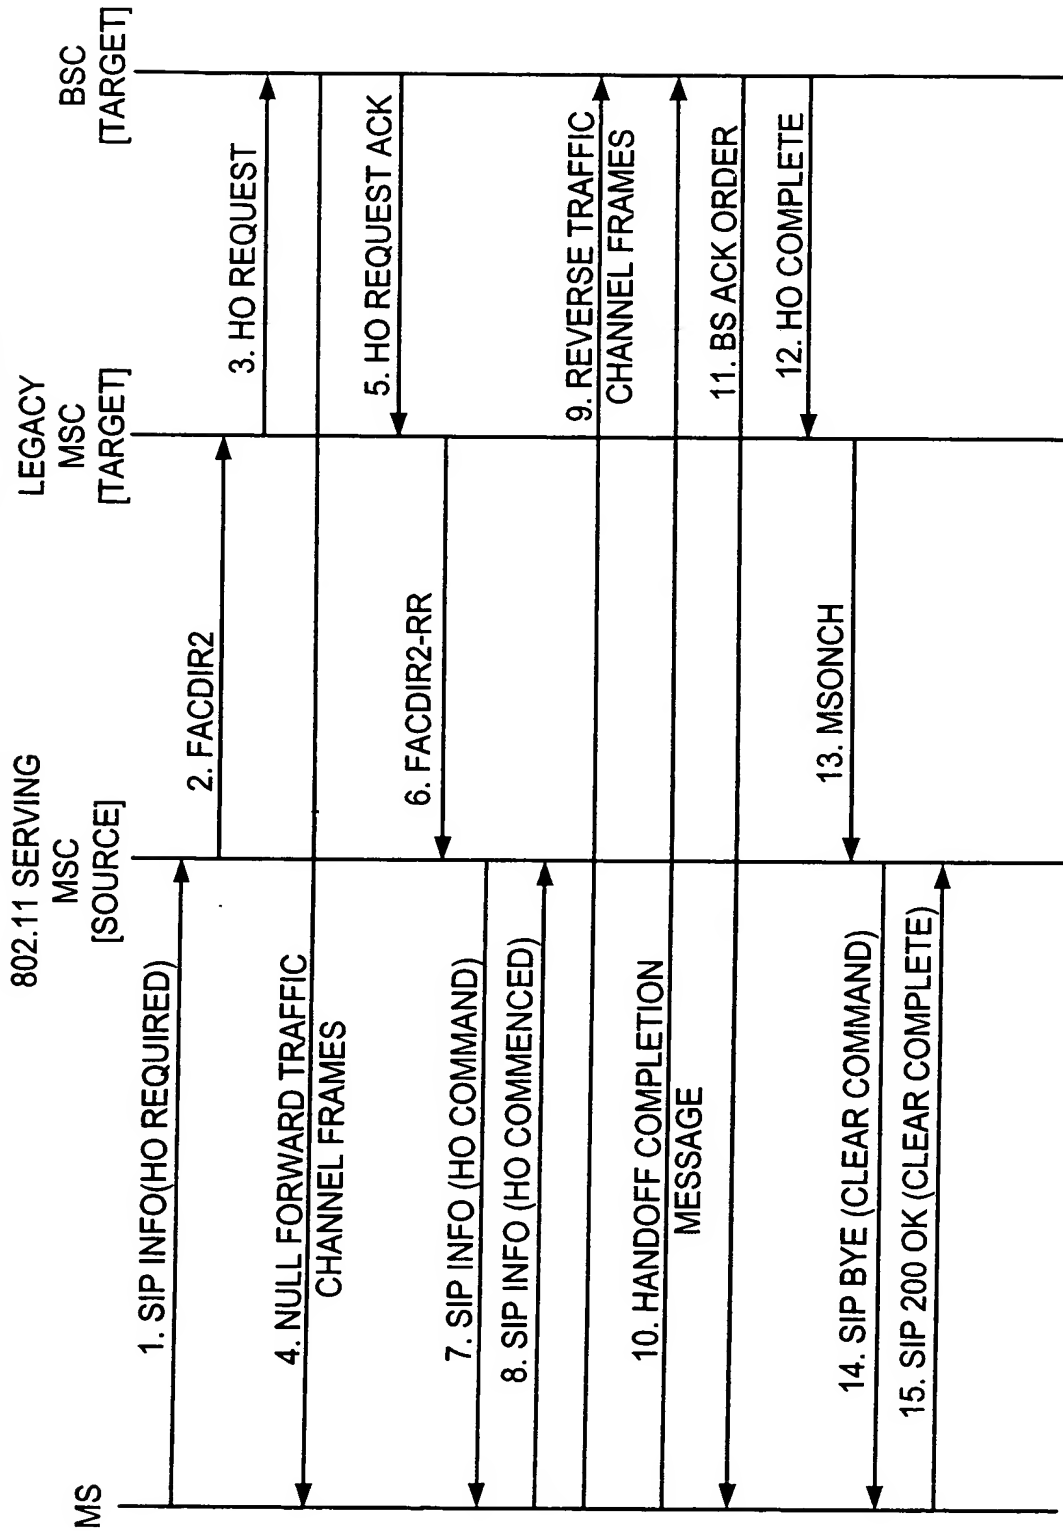 MS
802.11 SERVING
MSC
[SOURCE]
LEGACY
MSC
[TARGET]
BSC
[TARGET]
1. SIP INFO(HO REQUIRED)
2. FACDIR2
3. HO REQUEST
4. NULL FORWARD TRAFFIC
CHANNEL FRAMES
5. HO REQUEST ACK
6. FACDIR2-RR
7. SIP INFO (HO COMMAND)
8. SIP INFO (HO COMMENCED)
9. REVERSE TRAFFIC
CHANNEL FRAMES
10. HANDOFF COMPLETION
MESSAGE
11. BS ACK ORDER
12. HO COMPLETE
13. MSONCH
14. SIP BYE (CLEAR COMMAND)
15. SIP 200 OK (CLEAR COMPLETE)